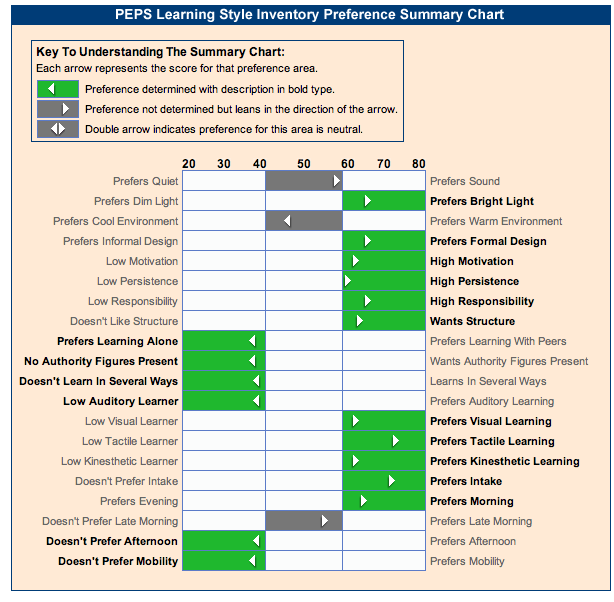 PEPS Learning Style Inventory Preference Summary Chart
Key To Understanding The Summary Chart:
Each arrow represents the score for that preference area.
Preference determined with description in bold type.
Preference not determined but leans in the direction of the arrow.
Double arrow indicates preference for this area is neutral.
20 30 40 50 60 70 80
Prefers Quiet Prefers Sound
Prefers Dim Light Prefers Bright Light
Prefers Cool Environment Prefers Warm Environment
Prefers Informal Design Prefers Formal Design
Low Motivation High Motivation
Low Persistence High Persistence
Low Responsibility High Responsibility
Doesn't Like Structure Wants Structure
Prefers Learning Alone Prefers Learning With Peers
No Authority Figures Present Wants Authority Figures Present
Doesn't Learn In Several Ways Learns In Several Ways
Low Auditory Learner Prefers Auditory Learning
Low Visual Learner Prefers Visual Learning
Low Tactile Learner Prefers Tactile Learning
Low Kinesthetic Learner Prefers Kinesthetic Learning
Doesn't Prefer Intake Prefers Intake
Prefers Evening Prefers Morning
Doesn't Prefer Late Morning Prefers Late Morning
Doesn't Prefer Afternoon Prefers Afternoon
Doesn't Prefer Mobility Prefers Mobility